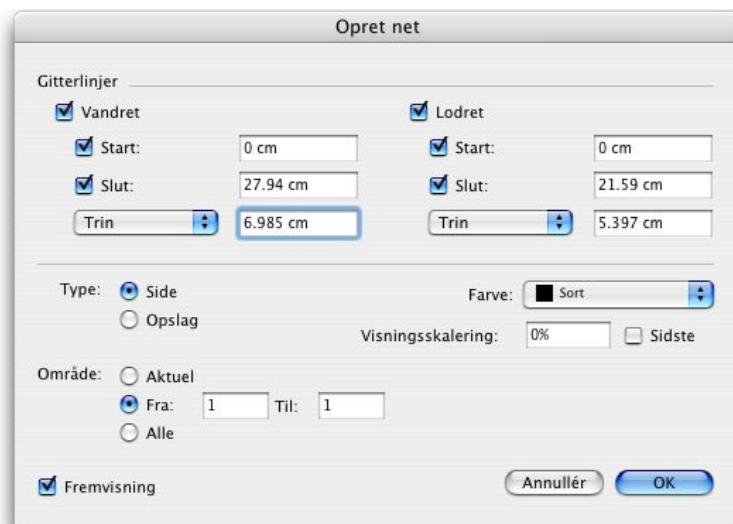 Opret net
Gitterlinjer
Vandret Lodret
Start: 0 cm Start: 0 cm
Slut: 27.94 cm Slut: 21.59 cm
Trin 6.985 cm Trin 5.397 cm
Type: Side Farve: Sort
Opslag
Visningsskalering: 0% Sidste
Område: Aktuel
Fra: 1 Til: 1
Alle
Fremvisning Annullér OK